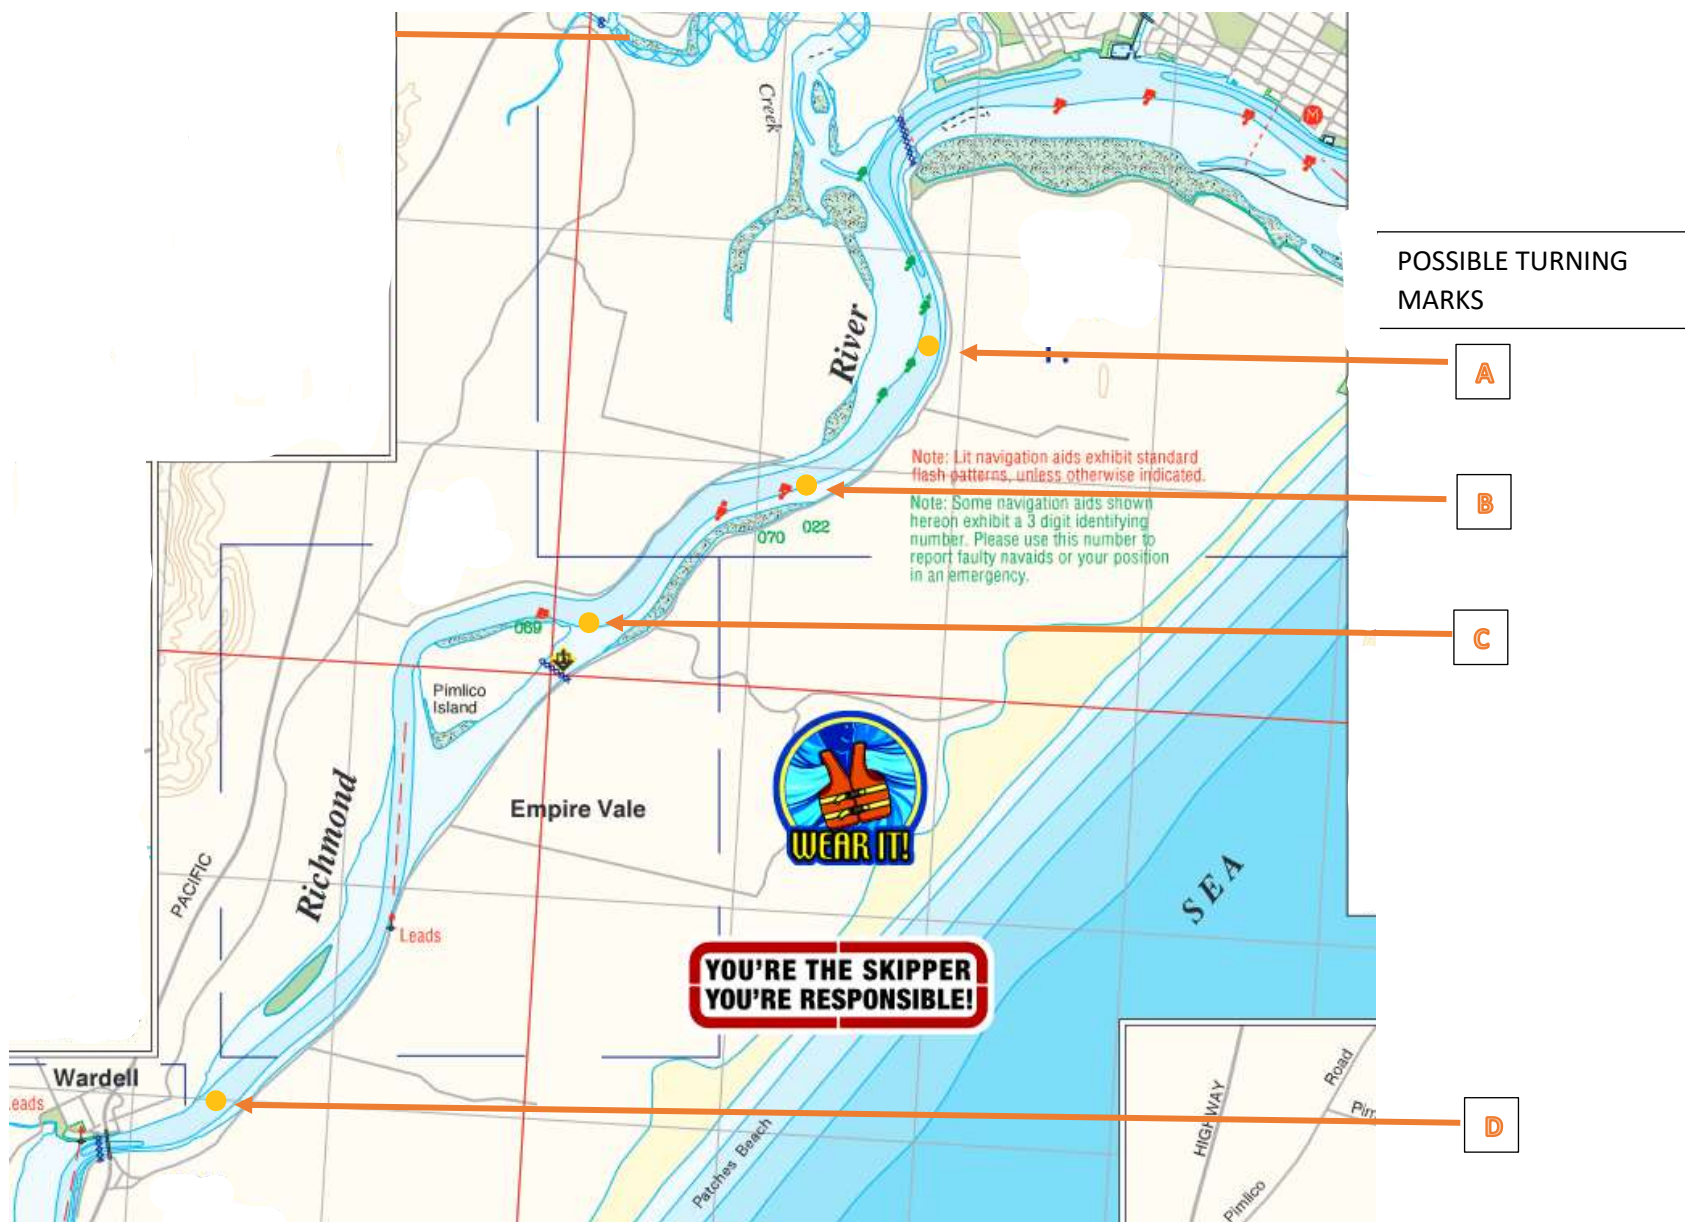 Creek
M
POSSIBLE TURNING
MARKS
River
A
Note: Lit navigation aids exhibit standard
flash patterns, unless otherwise indicated.
B
Note: Some navigation aids shown
hereon exhibit a 3 digit identifying
number. Please use this number to
report faulty navaids or your position
in an emergency.
022
070
069
C
Pimlico
Island
Richmond
Empire Vale
WEAR IT!
PACIFIC
SEA
Leads
YOU'RE THE SKIPPER
YOU'RE RESPONSIBLE!
Wardell
eads
D
Patches Beach
HIGHWAY
Road
Pim
Pimlico